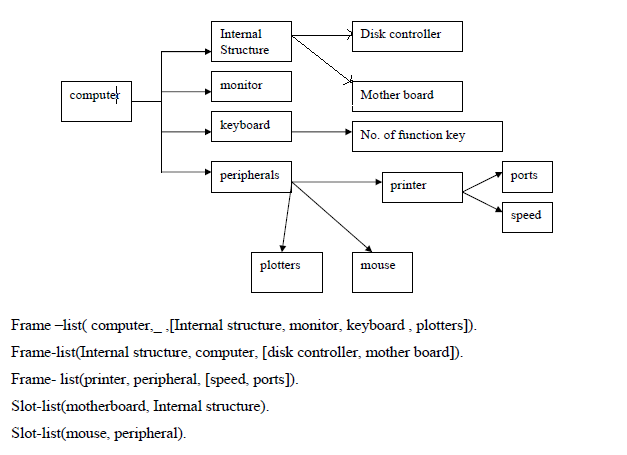 Internal
Structure
Disk controller
computer
monitor
Mother board
keyboard
No. of function key
peripherals
printer
ports
speed
plotters
mouse
Frame –list( computer,_ ,[Internal structure, monitor, keyboard , plotters]).
Frame-list(Internal structure, computer, [disk controller, mother board]).
Frame- list(printer, peripheral, [speed, ports]).
Slot-list(motherboard, Internal structure).
Slot-list(mouse, peripheral).